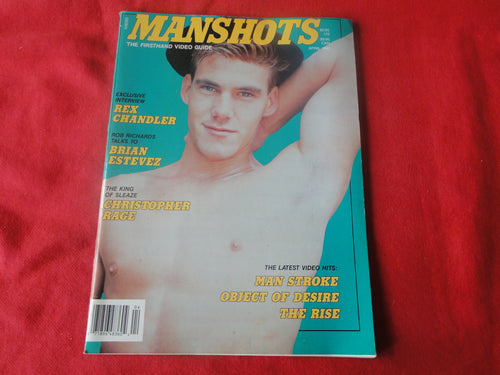 MANSHOTS
THE FIRSTHAND VIDEO GUIDE
EXCLUSIVE
INTERVIEW
REX
CHANDLER
ROB RICHARDS
TALKS TO
BRIAN
ESTEVEZ
THE KING
OF SLEAZE
CHRISTOPHER
RAGE
THE LATEST VIDEO HITS:
MAN STROKE
OBJECT OF DESIRE
THE RISE